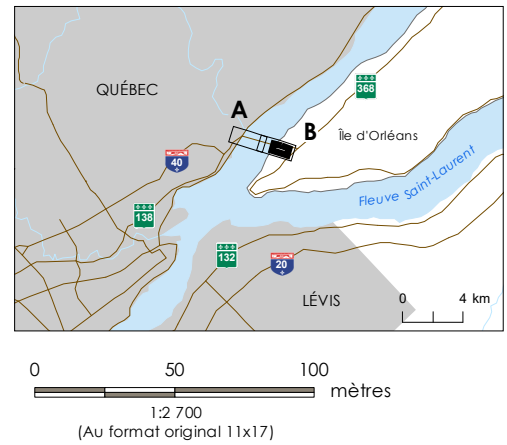 QUÉBEC
368
A
B
Île d'Orléans
40
Fleuve Saint-Laurent
138
132
20
LÉVIS
0 4 km
0 50 100
mètres
1:2 700
(Au format original 11x17)